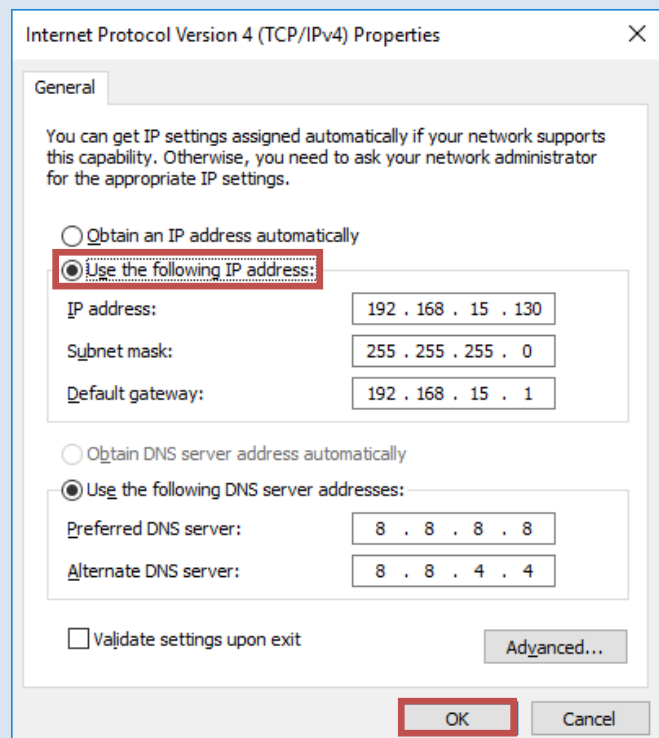 Internet Protocol Version 4 (TCP/IPv4) Properties
General
You can get IP settings assigned automatically if your network supports
this capability. Otherwise, you need to ask your network administrator
for the appropriate IP settings.
Obtain an IP address automatically
Use the following IP address:
IP address: 192 . 168 . 15 . 130
Subnet mask: 255 . 255 . 255 . 0
Default gateway: 192 . 168 . 15 . 1
Obtain DNS server address automatically
Use the following DNS server addresses:
Preferred DNS server: 8 . 8 . 8 . 8
Alternate DNS server: 8 . 8 . 4 . 4
Validate settings upon exit
Advanced...
OK Cancel